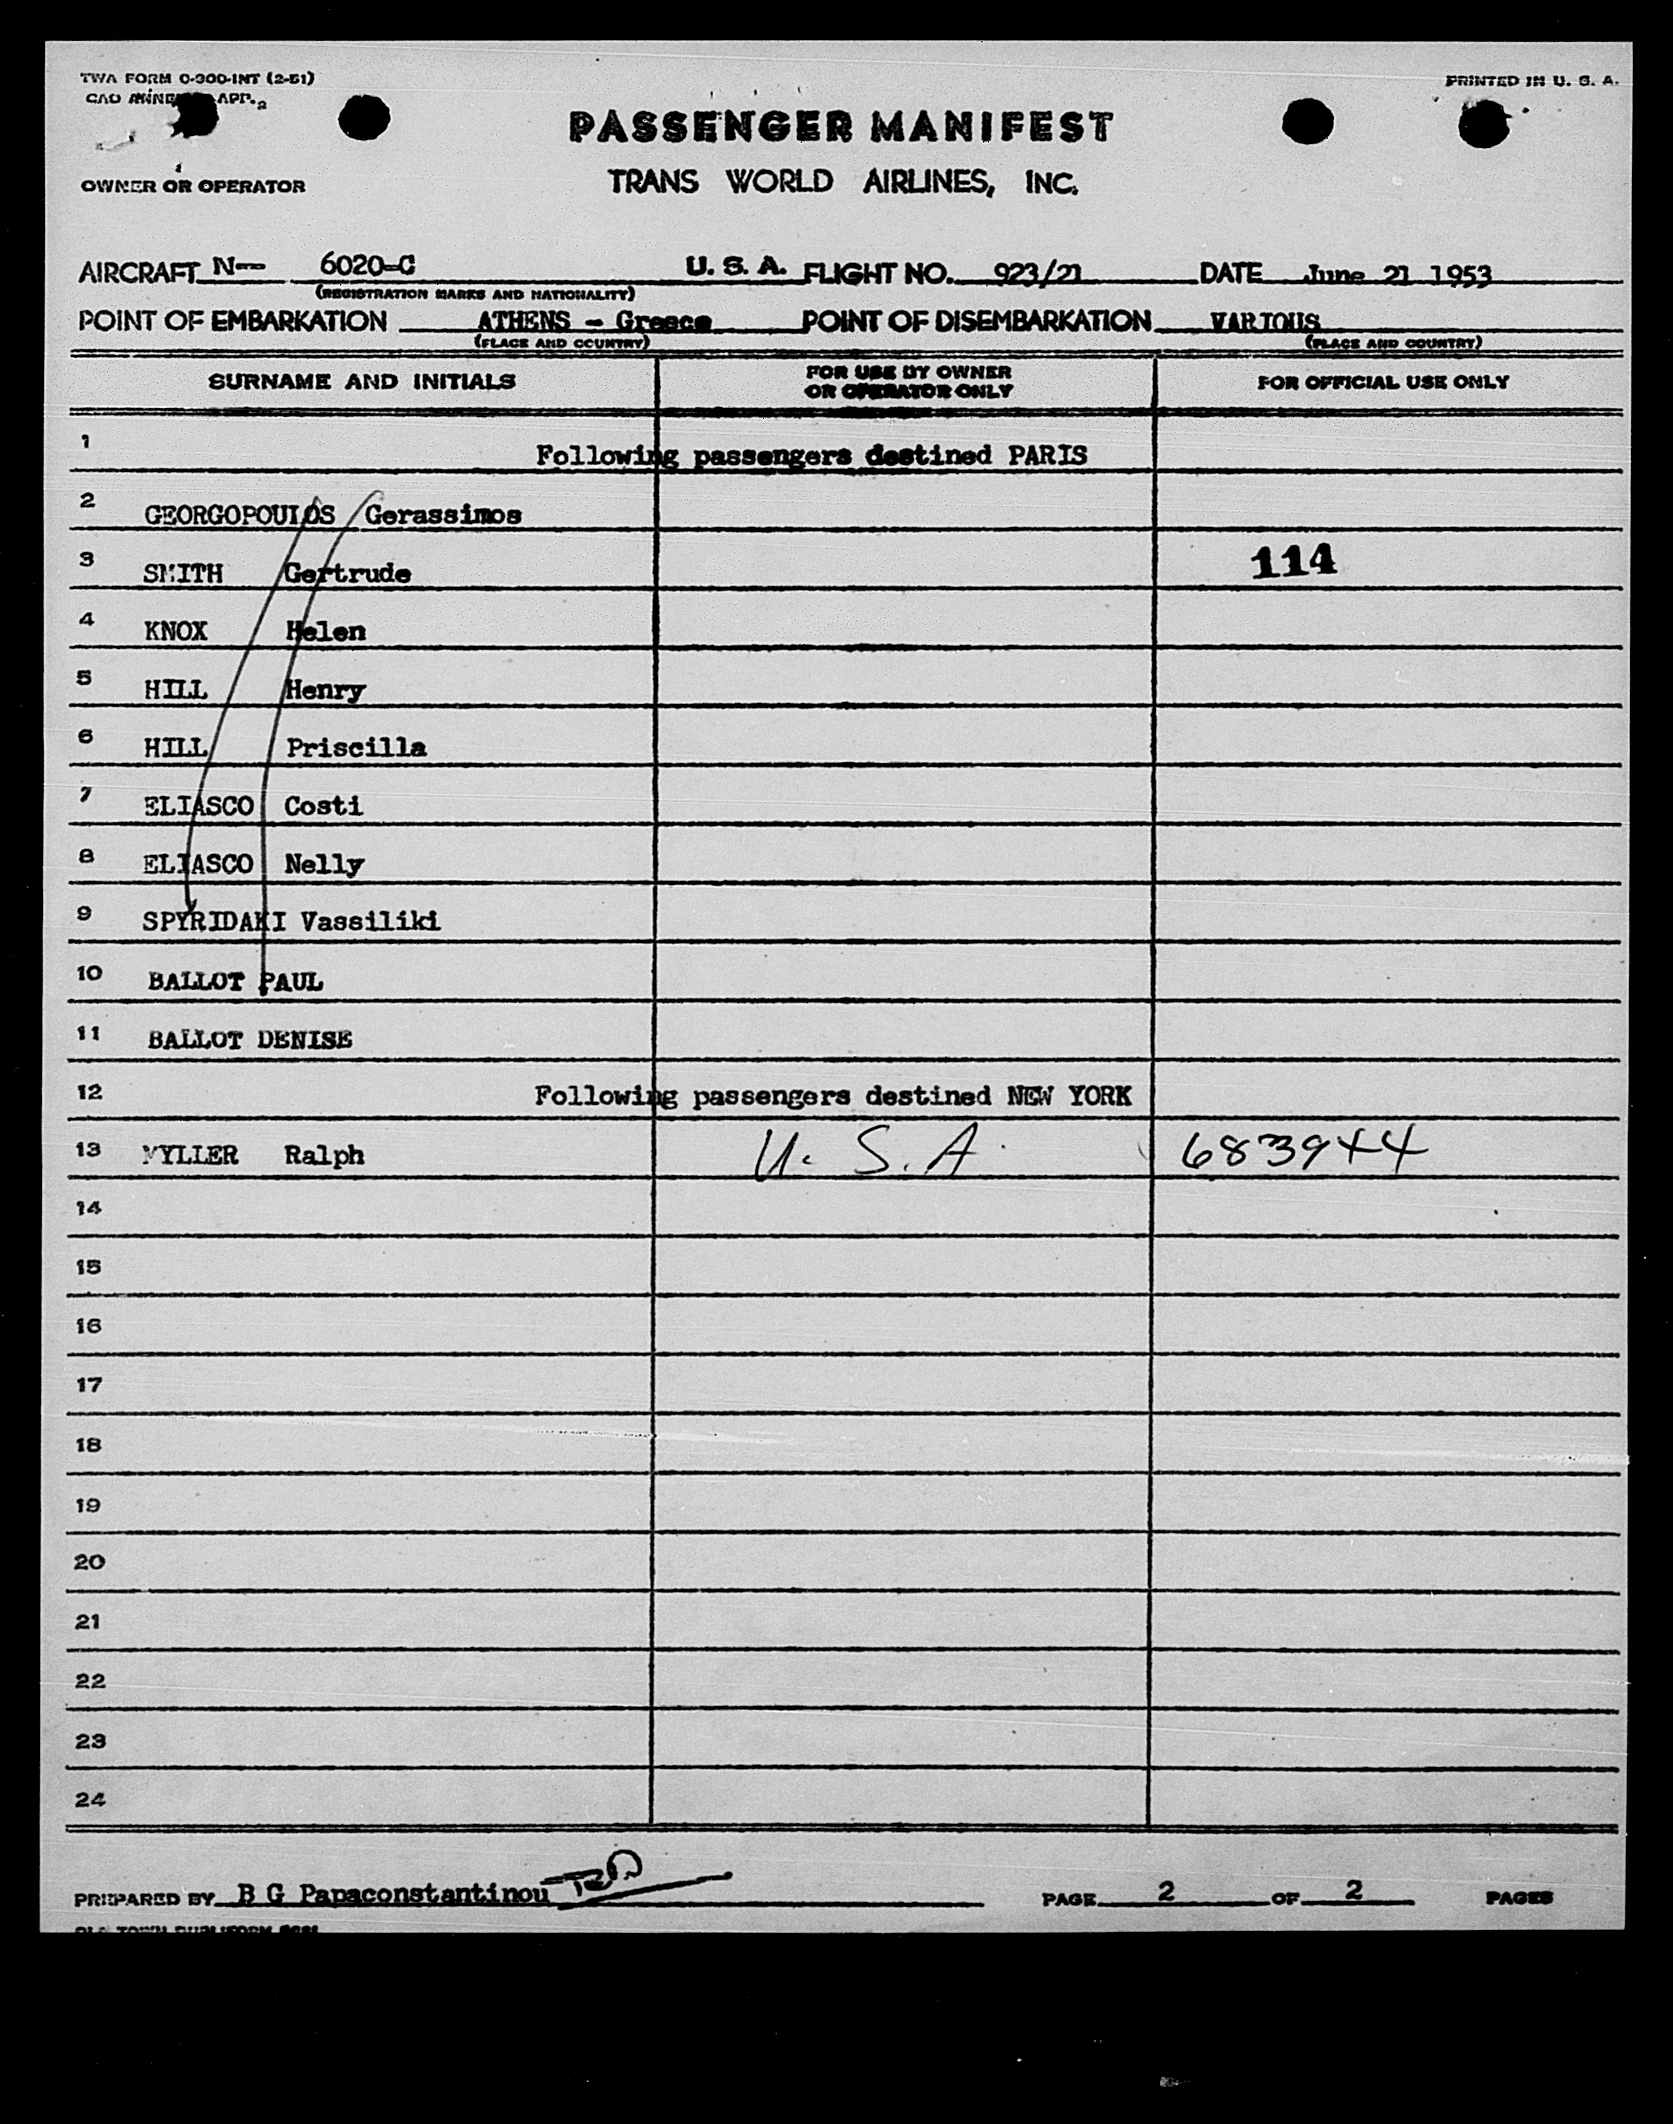 TWA FORM O-300-INT (2-51) PRINTED IN U. S. A.
APP. 2
PASSENGER MANIFEST
OWNER OR OPERATOR TRANS WORLD AIRLINES, INC.
AIRCRAFT N-- 6020-C U. S. A. FLIGHT NO. 923/21 DATE June 21 1953
(REGISTRATION MARKS AND NATIONALITY)
POINT OF EMBARKATION ATHENS - Greece POINT OF DISEMBARKATION VARIOUS
(PLACE AND COUNTRY) (PLACE AND COUNTRY)
SURNAME AND INITIALS FOR USE BY OWNER OR OPERATOR ONLY FOR OFFICIAL USE ONLY
1 Following passengers destined PARIS
2 GEORGOPOULOS Gerassimos
3 SMITH Gertrude 114
4 KNOX Helen
5 HILL Henry
6 HILL Priscilla
7 ELIASCO Costi
8 ELIASCO Nelly
9 SPYRIDAKI Vassiliki
10 BALLOT PAUL
11 BALLOT DENISE
12 Following passengers destined NEW YORK
13 MYLLER Ralph U. S. A. 683944
14
15
16
17
18
19
20
21
22
23
24
PREPARED BY B G Papaconstantinou PAGE 2 OF 2 PAGES